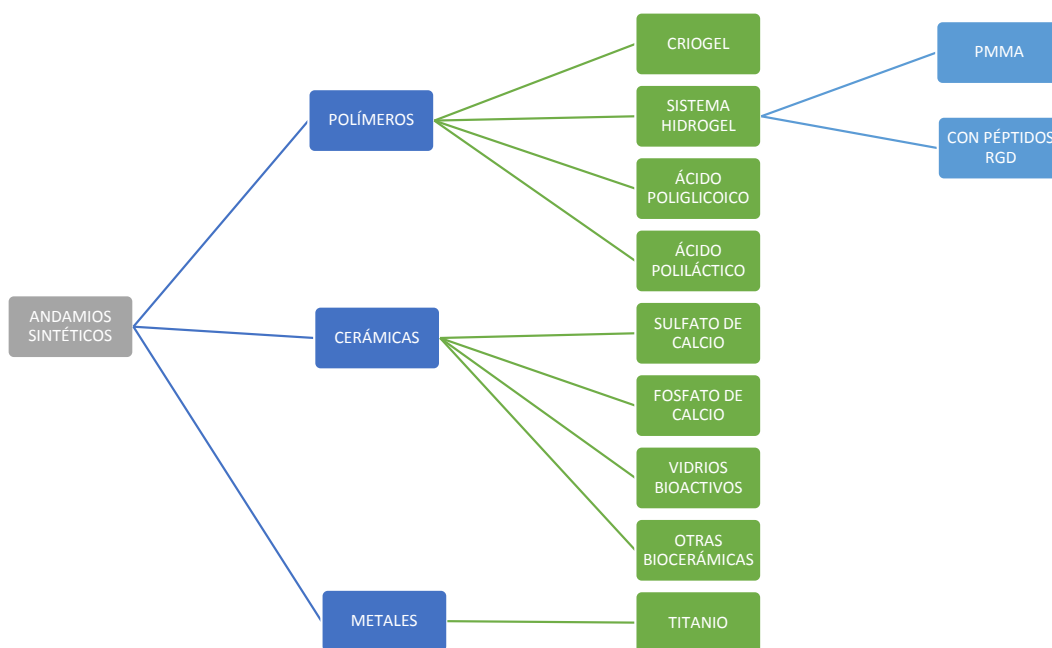 ANDAMIOS
SINTÉTICOS
POLÍMEROS
CRIOGEL
SISTEMA
HIDROGEL
PMMA
CON PÉPTIDOS
RGD
ÁCIDO
POLIGLICOICO
ÁCIDO
POLILÁCTICO
CERÁMICAS
SULFATO DE
CALCIO
FOSFATO DE
CALCIO
VIDRIOS
BIOACTIVOS
OTRAS
BIOCERÁMICAS
METALES
TITANIO